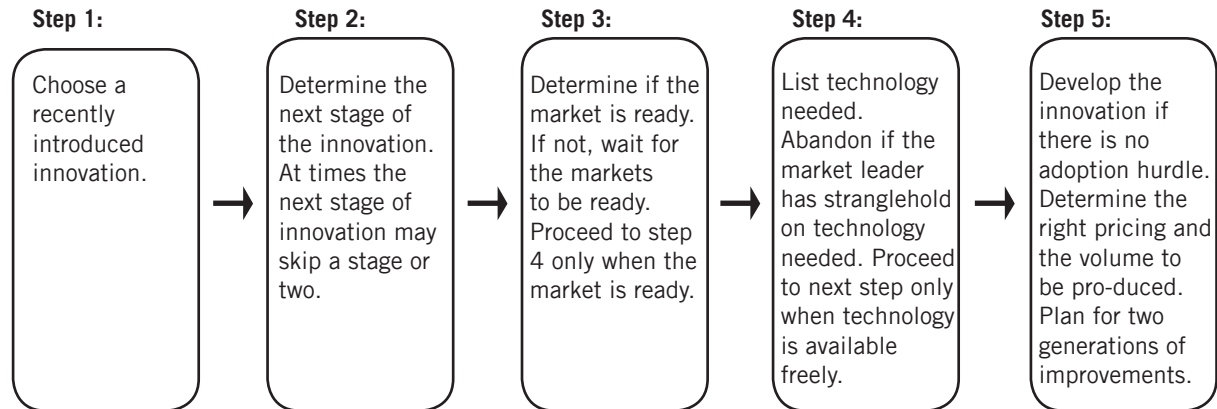 Step 1:
Choose a
recently
introduced
innovation.
Step 2:
Determine the
next stage of
the innovation.
At times the
next stage of
innovation may
skip a stage or
two.
Step 3:
Determine if the
market is ready.
If not, wait for
the markets
to be ready.
Proceed to step
4 only when the
market is ready.
Step 4:
List technology
needed.
Abandon if the
market leader
has stranglehold
on technology
needed. Proceed
to next step only
when technology
is available
freely.
Step 5:
Develop the
innovation if
there is no
adoption hurdle.
Determine the
right pricing and
the volume to
be pro-duced.
Plan for two
generations of
improvements.